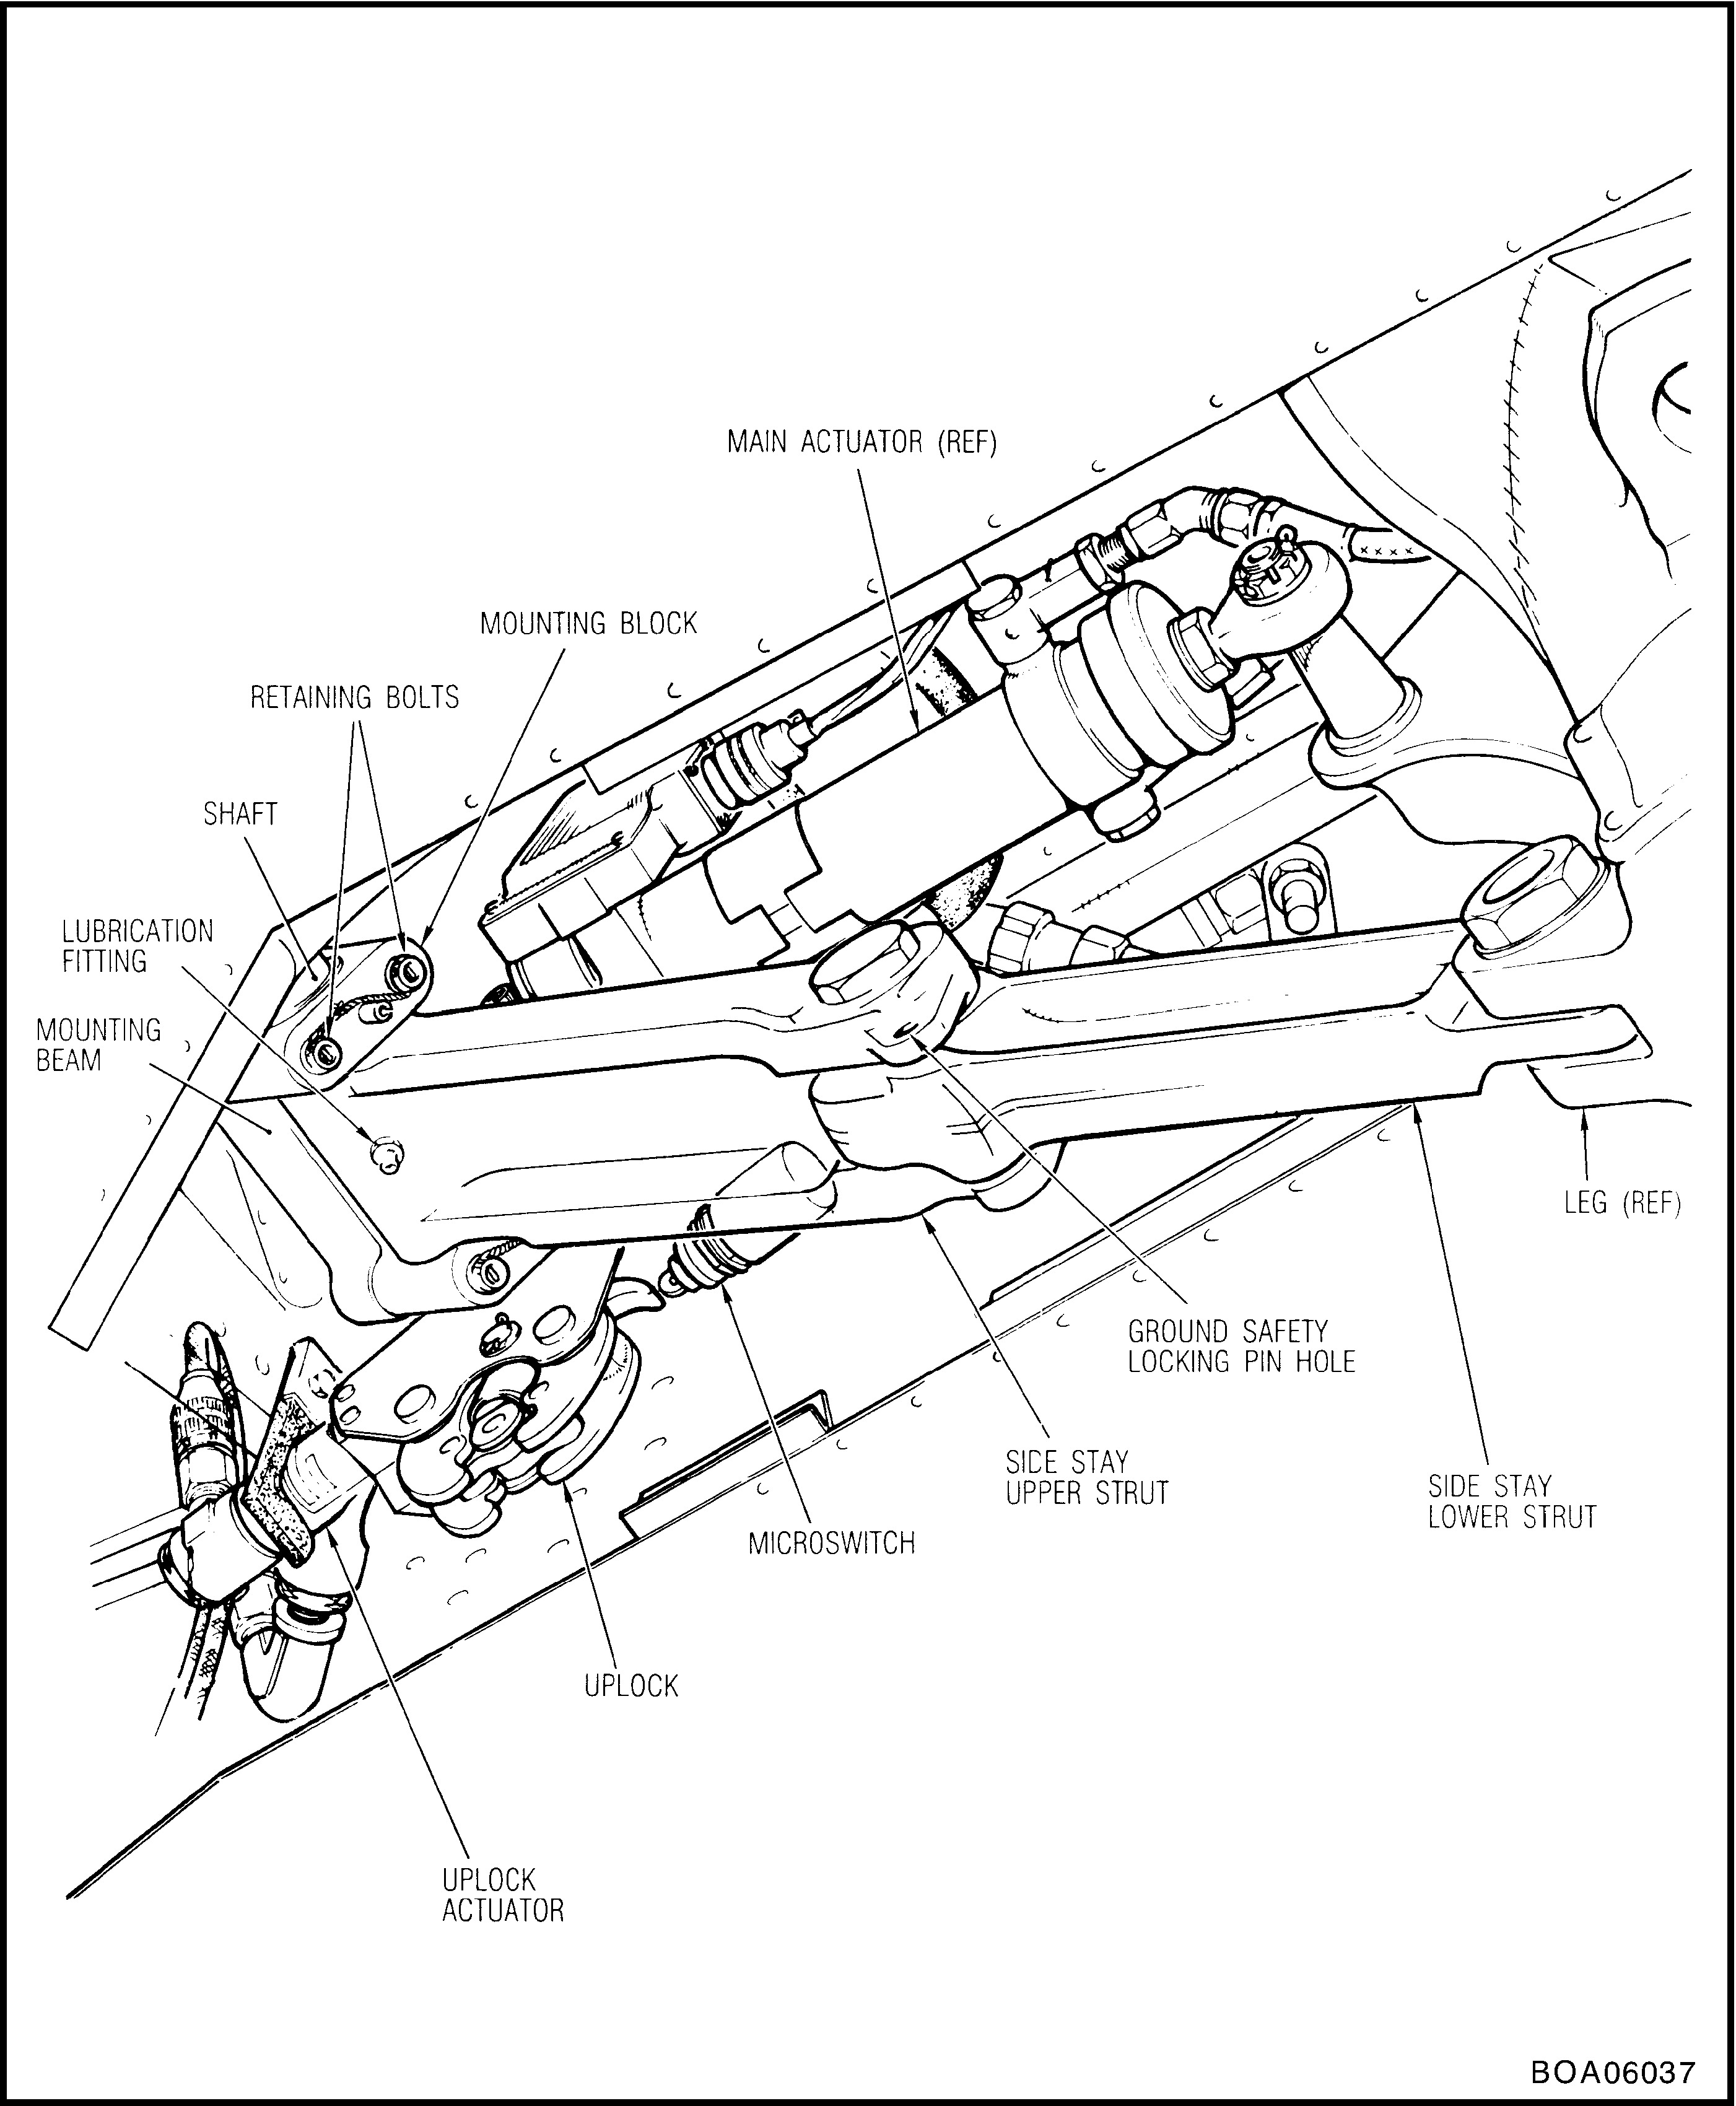 MAIN ACTUATOR (REF)
MOUNTING BLOCK
RETAINING BOLTS
SHAFT
LUBRICATION
FITTING
MOUNTING
BEAM
LEG (REF)
GROUND SAFETY
LOCKING PIN HOLE
SIDE STAY
UPPER STRUT
SIDE STAY
LOWER STRUT
MICROSWITCH
UPLOCK
UPLOCK
ACTUATOR
BOA06037